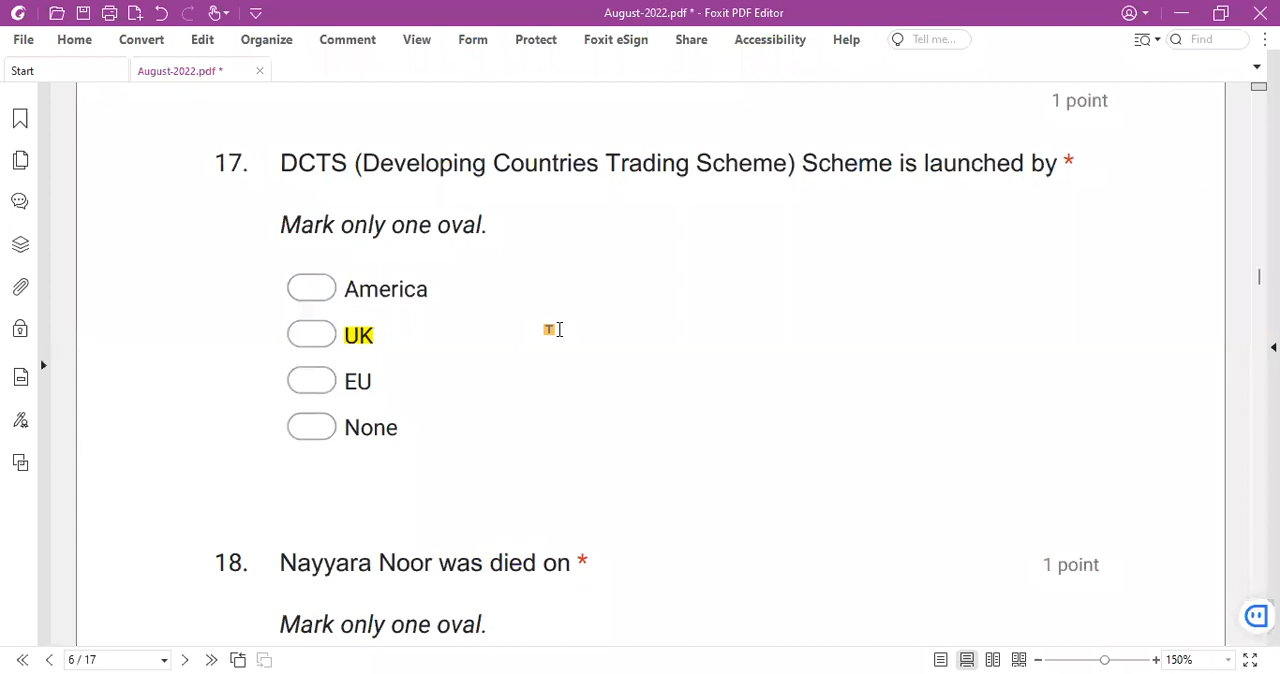 August-2022.pdf * - Foxit PDF Editor
File Home Convert Edit Organize Comment View Form Protect Foxit eSign Share Accessibility Help Tell me... Find
Start August-2022.pdf *
1 point
17. DCTS (Developing Countries Trading Scheme) Scheme is launched by *
Mark only one oval.
America
UK
T
EU
None
18. Nayyara Noor was died on * 1 point
Mark only one oval.
6 / 17 150%